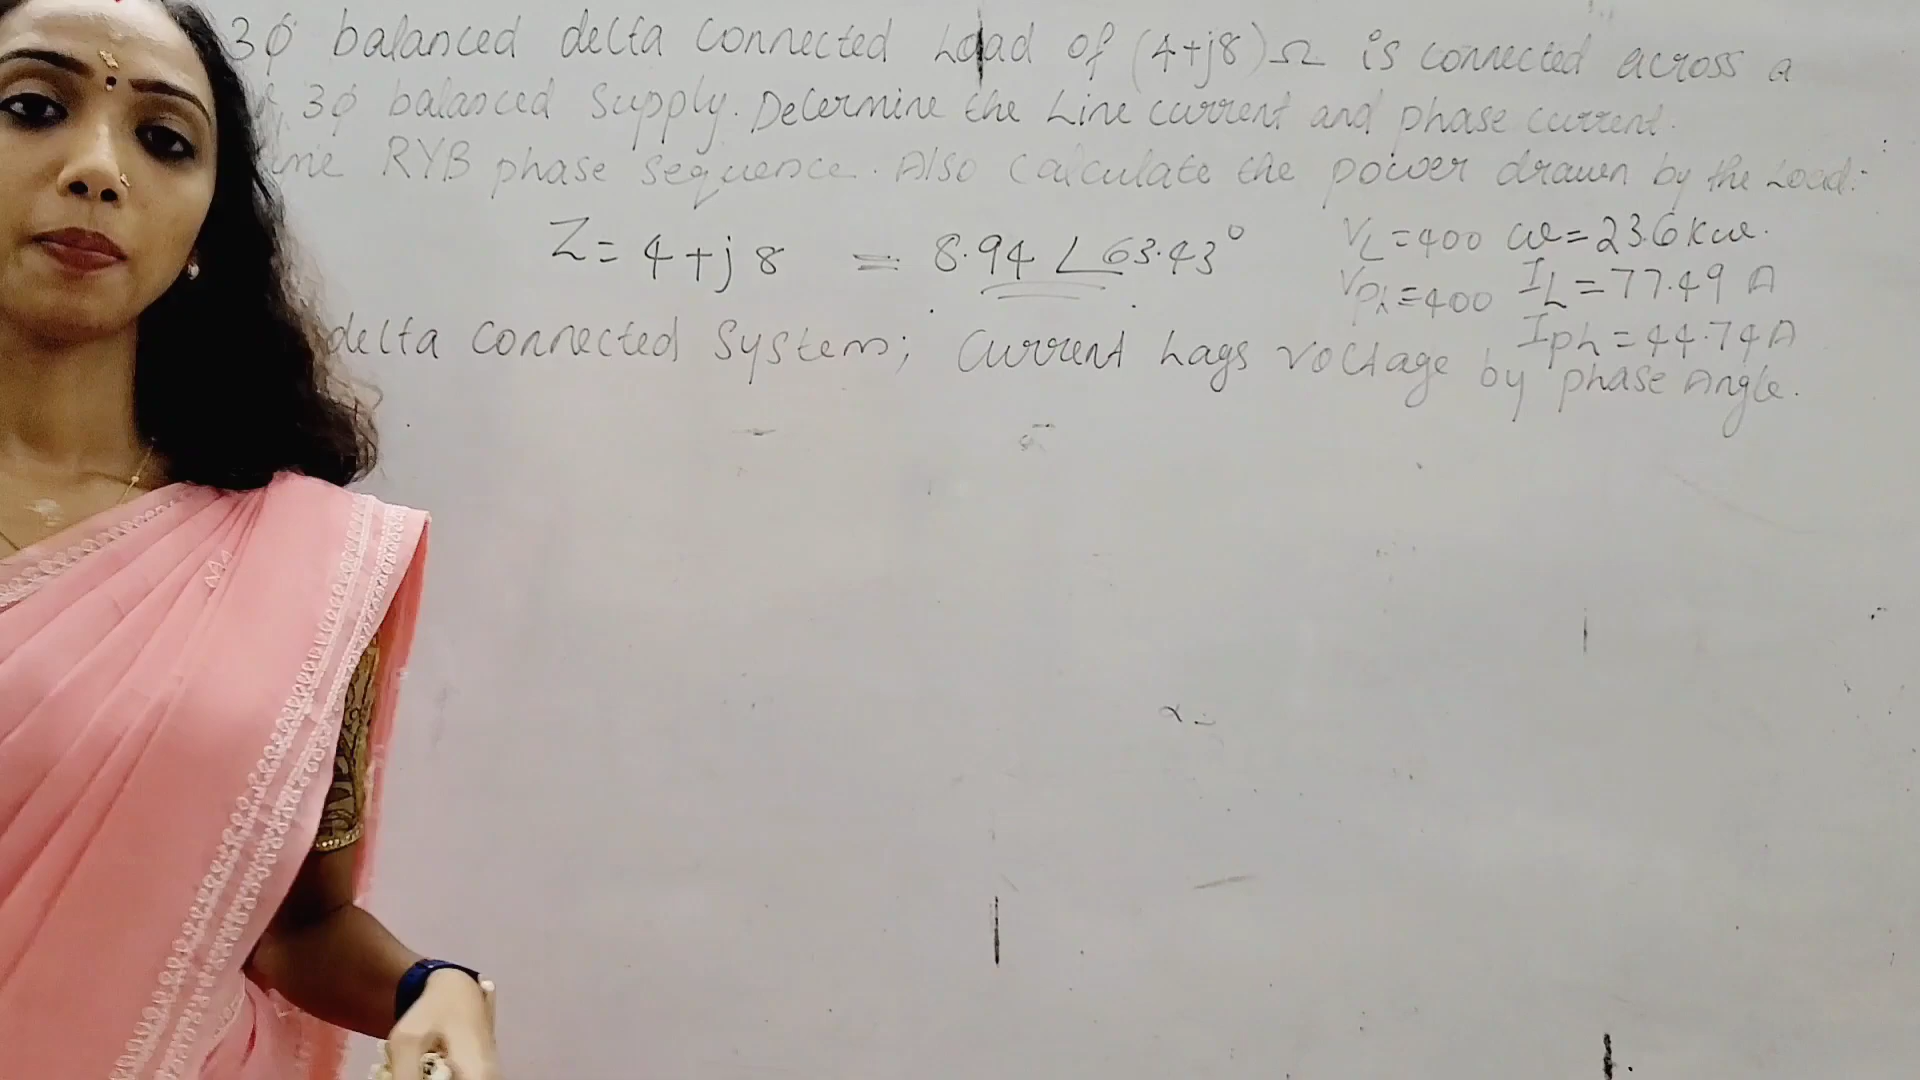 3ϕ balanced delta connected Load of (4+j8)Ω is connected across a
3ϕ balanced supply. Determine the Line current and phase current.
RYB phase sequence. Also calculate the power drawn by the Load:-
Z = 4+j8 = 8.94 ∠63.43°
VL=400 W=23.6 kW.
Vph=400 IL=77.49 A
Iph=44.74A
delta connected System; Current Lags voltage by phase Angle.